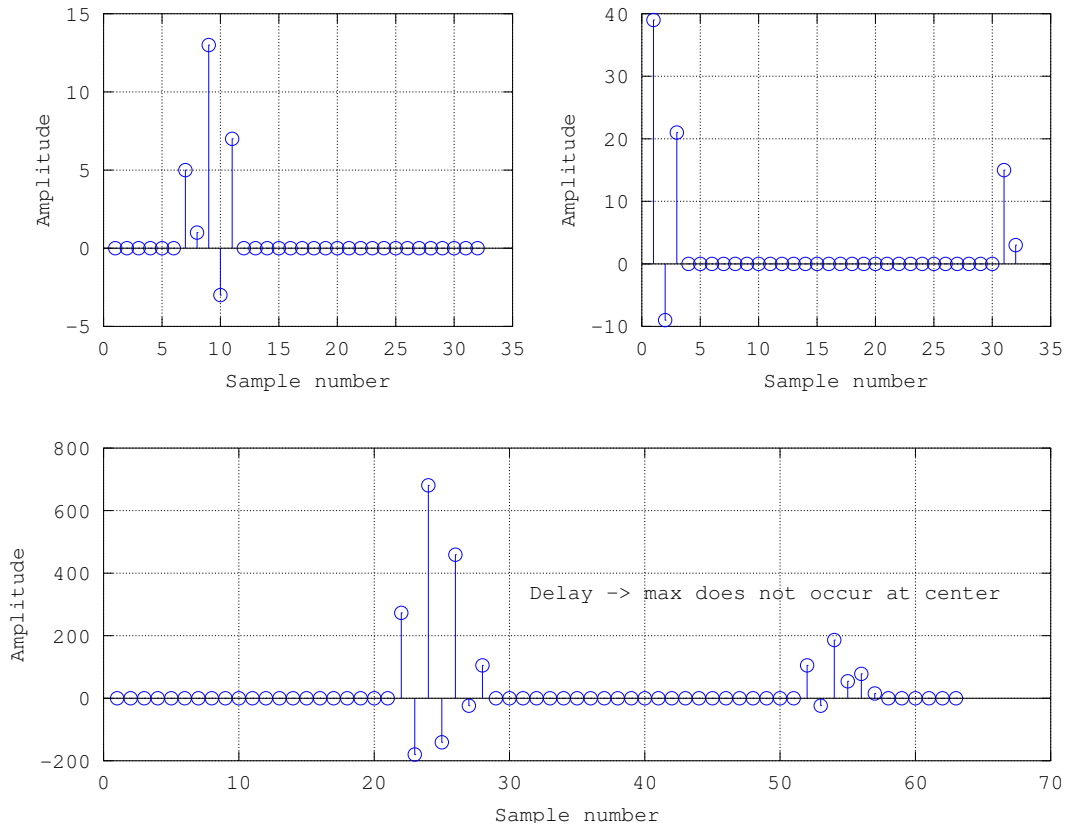 15
10
5
0
−5
Amplitude
0 5 10 15 20 25 30 35
Sample number
40
30
20
10
0
−10
Amplitude
0 5 10 15 20 25 30 35
Sample number
800
600
400
200
0
−200
Amplitude
Delay −> max does not occur at center
0 10 20 30 40 50 60 70
Sample number